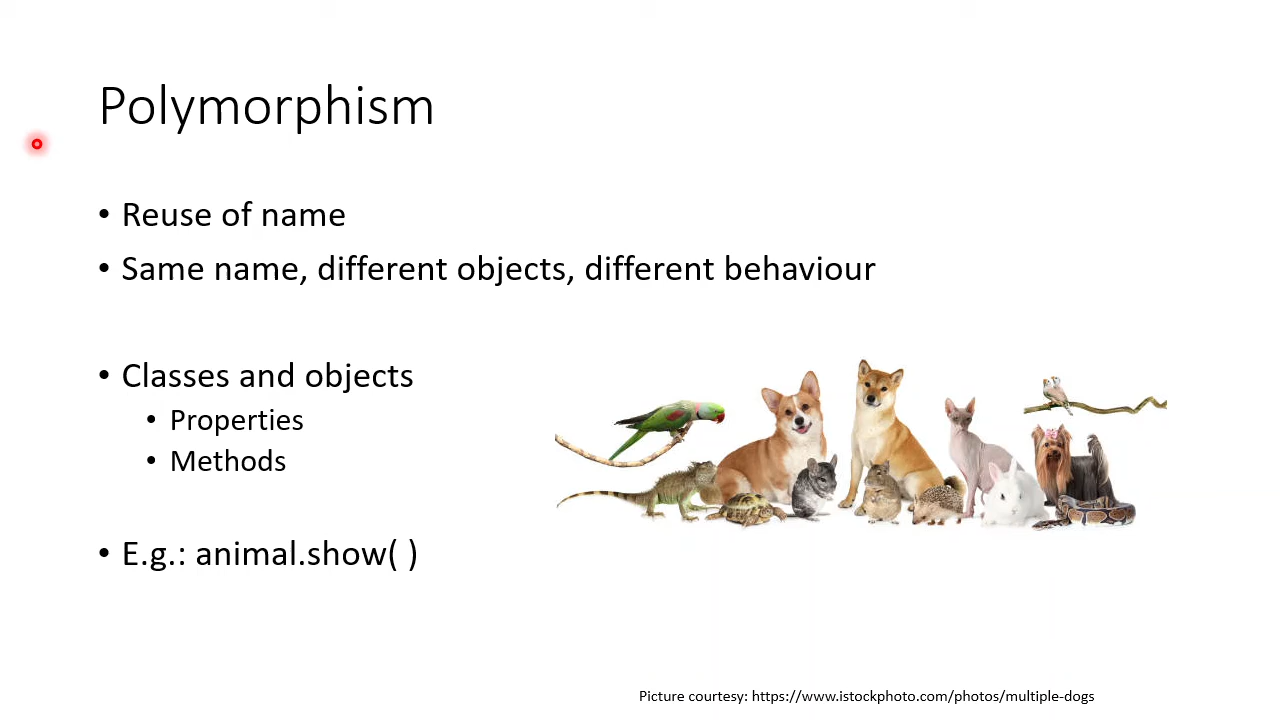 Polymorphism
• Reuse of name
• Same name, different objects, different behaviour
• Classes and objects
• Properties
• Methods
• E.g.: animal.show( )
Picture courtesy: https://www.istockphoto.com/photos/multiple-dogs